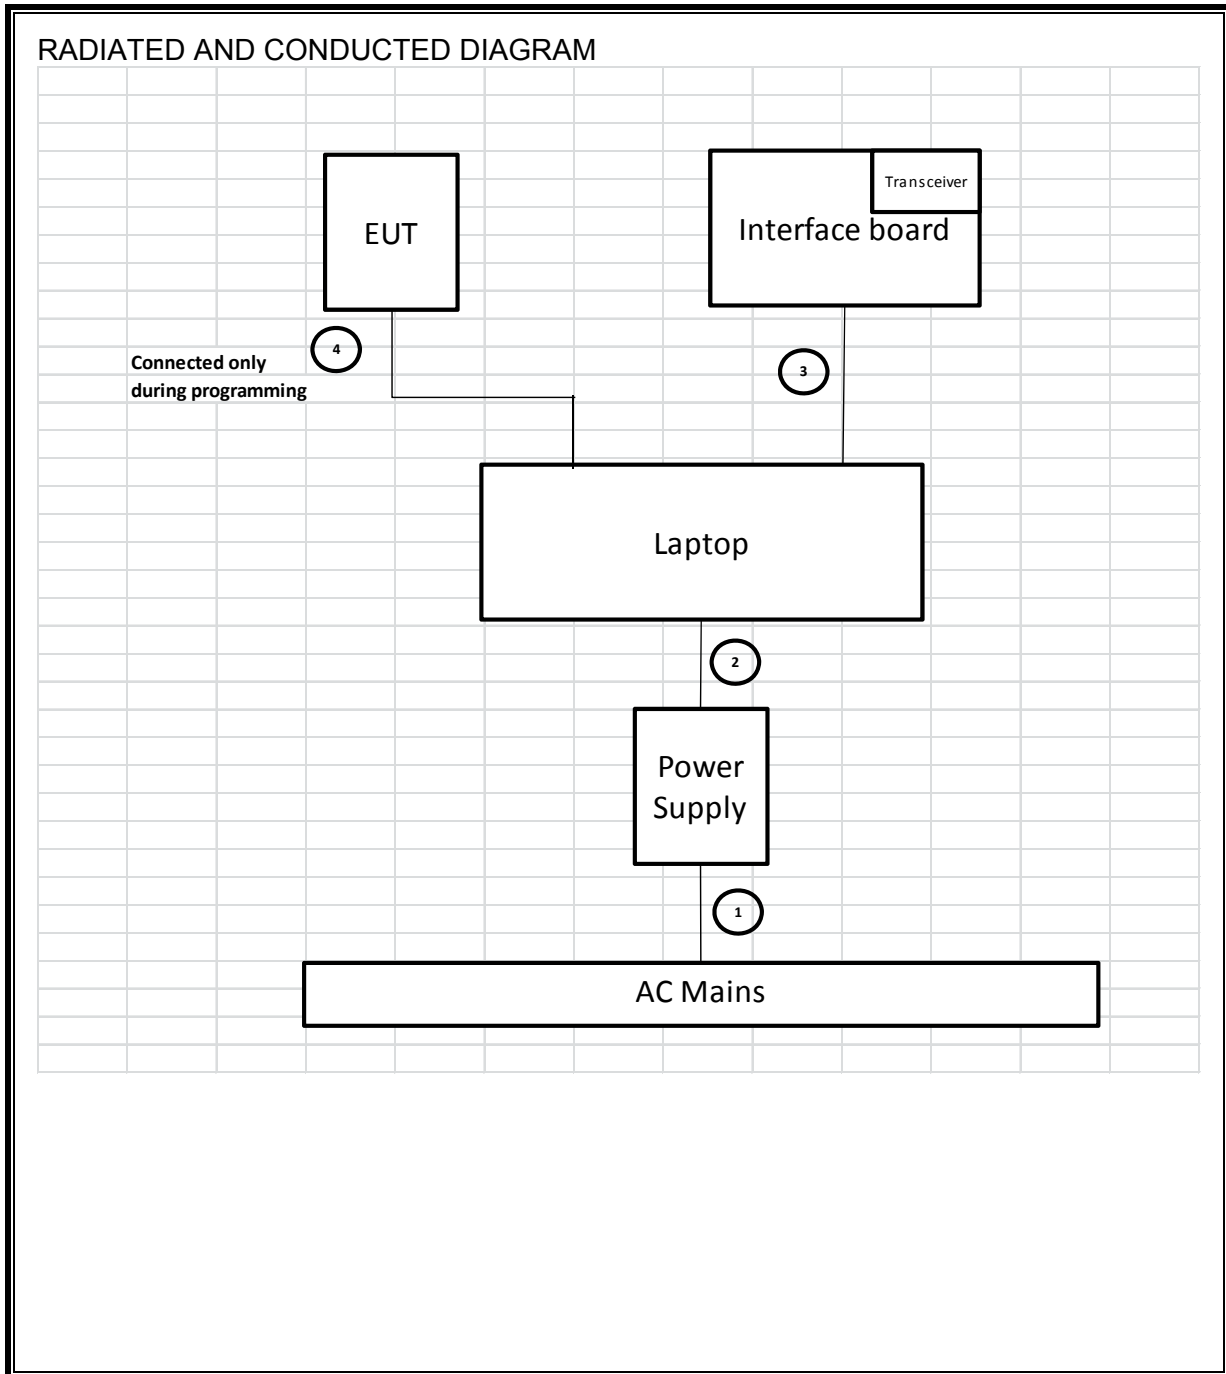 RADIATED AND CONDUCTED DIAGRAM
Transceiver
EUT
Interface board
4
Connected only
during programming
3
Laptop
2
Power
Supply
1
AC Mains